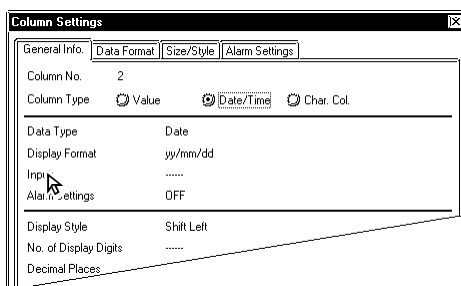 Column Settings
General Info. Data Format Size/Style Alarm Settings
Column No. 2
Column Type Value Date/Time Char. Col.
Data Type Date
Display Format yy/mm/dd
------
OFF
Display Style Shift Left
No. of Display Digits ------
Decimal Places